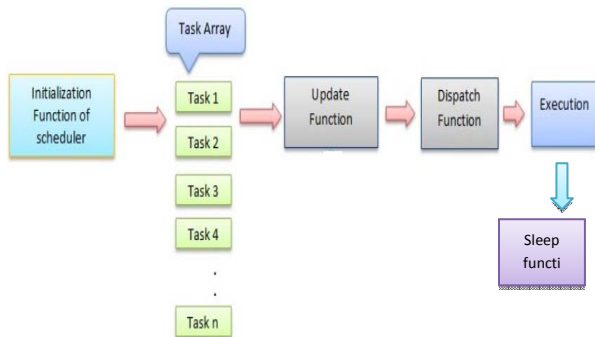 Task Array
Initialization
Function of
scheduler
Task 1
Task 2
Task 3
Task 4
.
.
Task n
Update
Function
Dispatch
Function
Execution
Sleep
functi